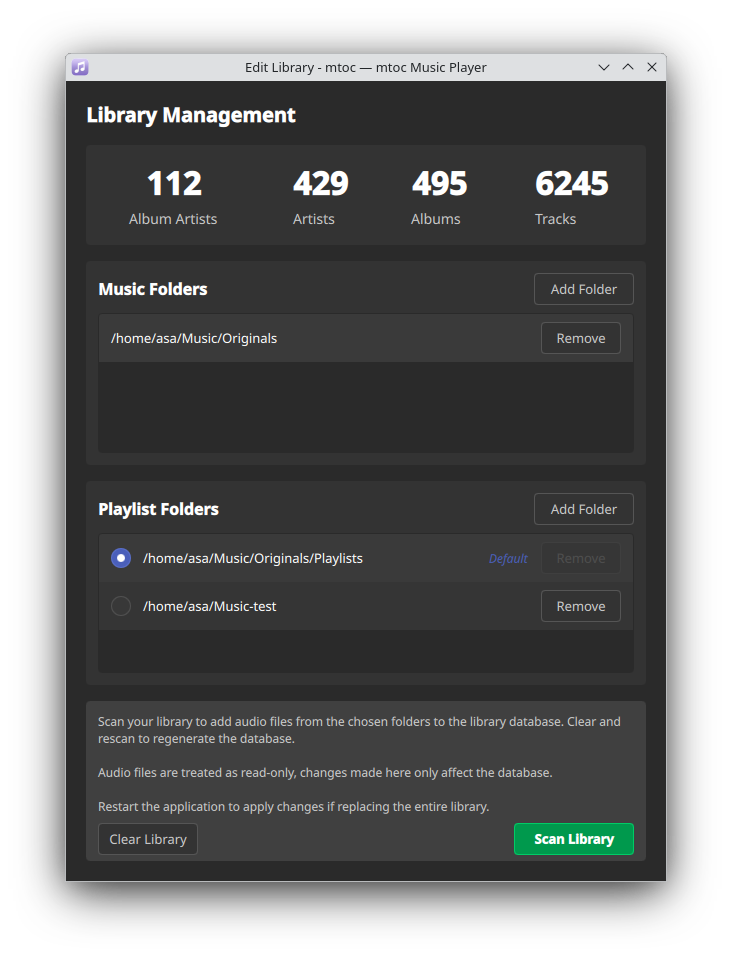 Edit Library - mtoc — mtoc Music Player
Library Management
112 429 495 6245
Album Artists Artists Albums Tracks
Music Folders Add Folder
/home/asa/Music/Originals Remove
Playlist Folders Add Folder
/home/asa/Music/Originals/Playlists Default Remove
/home/asa/Music-test Remove
Scan your library to add audio files from the chosen folders to the library database. Clear and
rescan to regenerate the database.
Audio files are treated as read-only, changes made here only affect the database.
Restart the application to apply changes if replacing the entire library.
Clear Library Scan Library